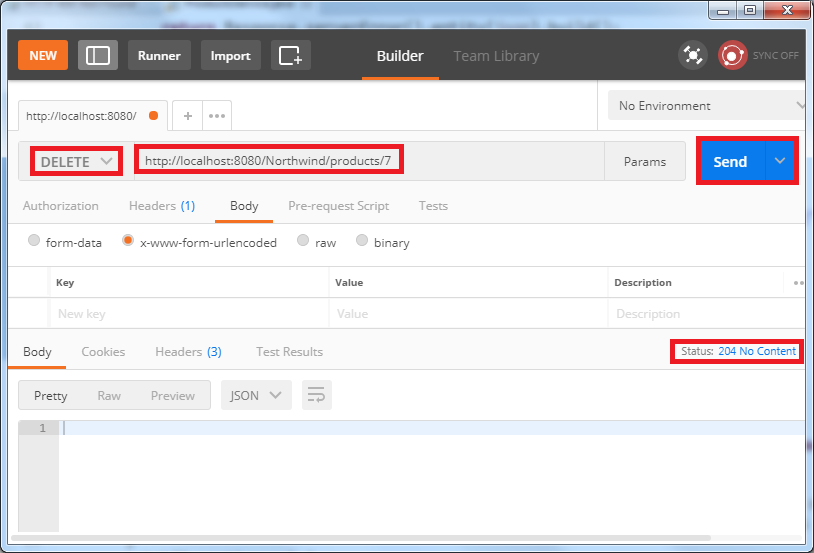 NEW Runner Import Builder Team Library SYNC OFF
http://localhost:8080/ + ••• No Environment
DELETE http://localhost:8080/Northwind/products/7 Params Send
Authorization Headers (1) Body Pre-request Script Tests
form-data x-www-form-urlencoded raw binary
Key Value Description
New key Value Description
Body Cookies Headers (3) Test Results Status: 204 No Content
Pretty Raw Preview JSON
1